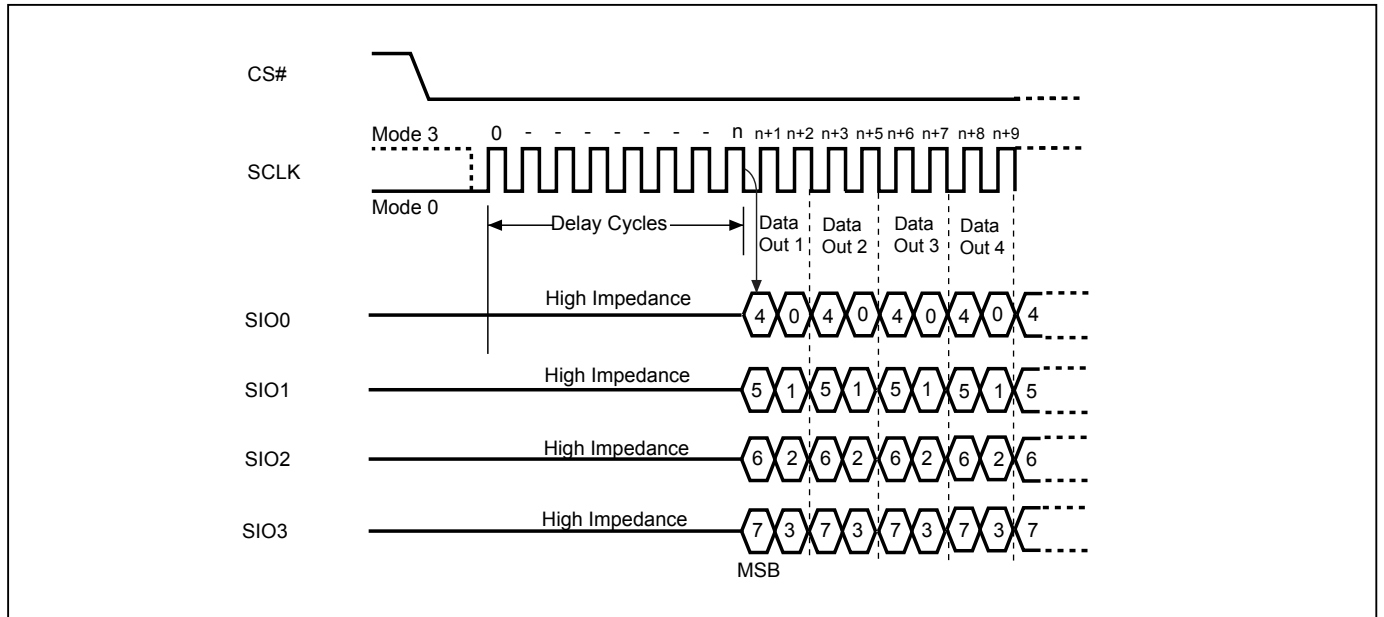 CS#
Mode 3 0 - - - - - - - n n+1 n+2 n+3 n+5 n+6 n+7 n+8 n+9
SCLK
Mode 0
Delay Cycles
Data Out 1
Data Out 2
Data Out 3
Data Out 4
High Impedance
SIO0 4 0 4 0 4 0 4 0 4
High Impedance
SIO1 5 1 5 1 5 1 5 1 5
High Impedance
SIO2 6 2 6 2 6 2 6 2 6
High Impedance
SIO3 7 3 7 3 7 3 7 3 7
MSB